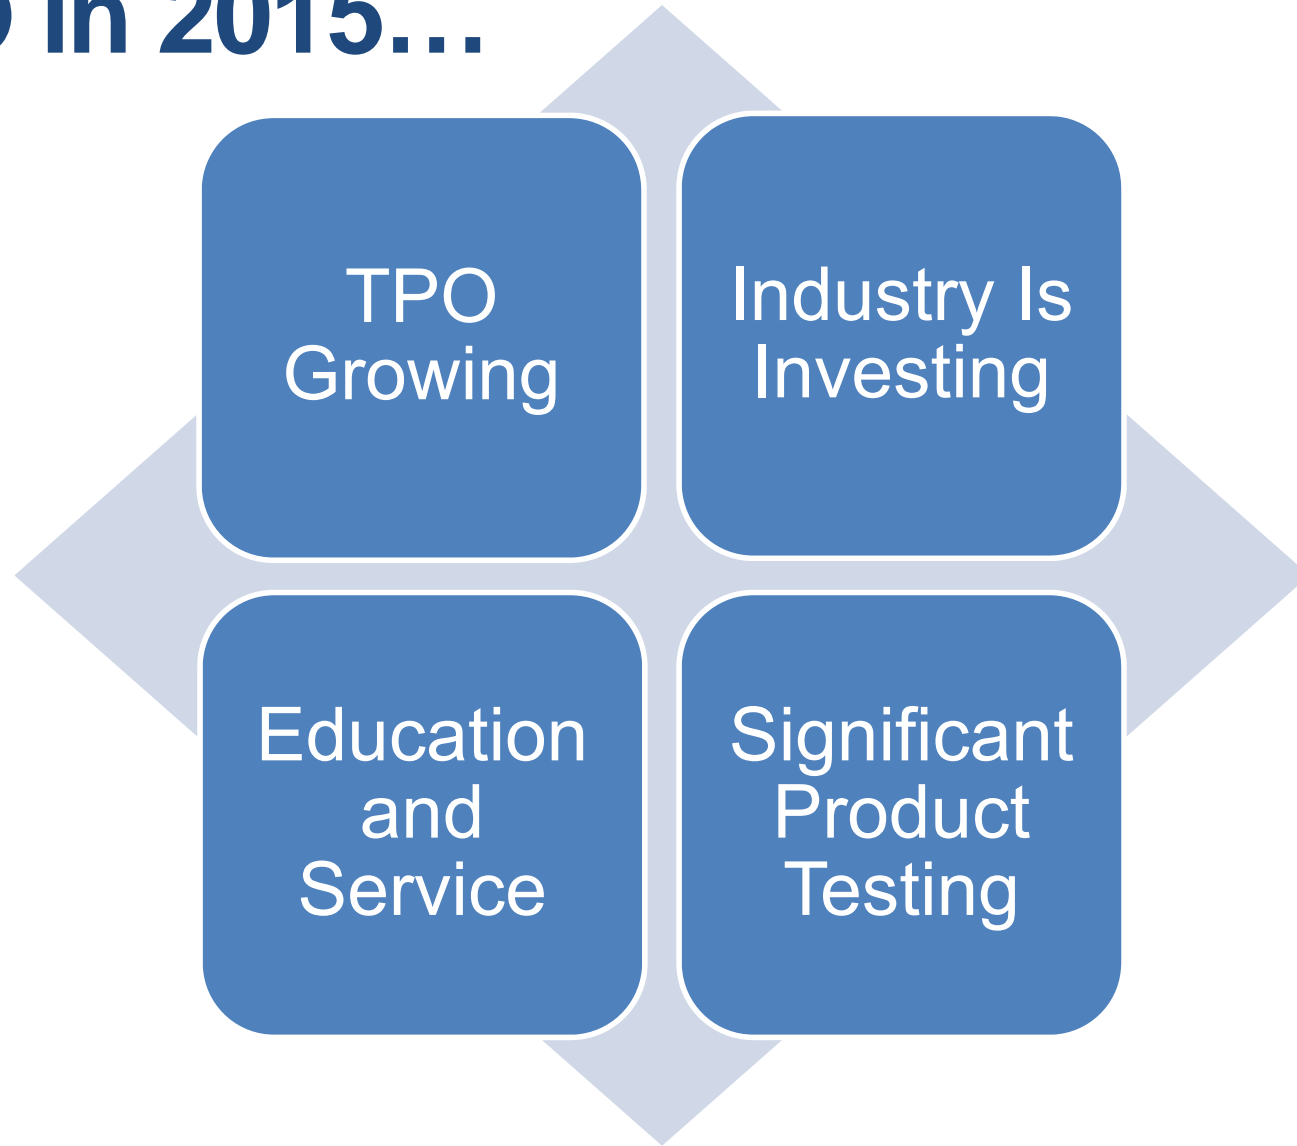 in 2015…
TPO
Growing
Industry Is
Investing
Education
and
Service
Significant
Product
Testing